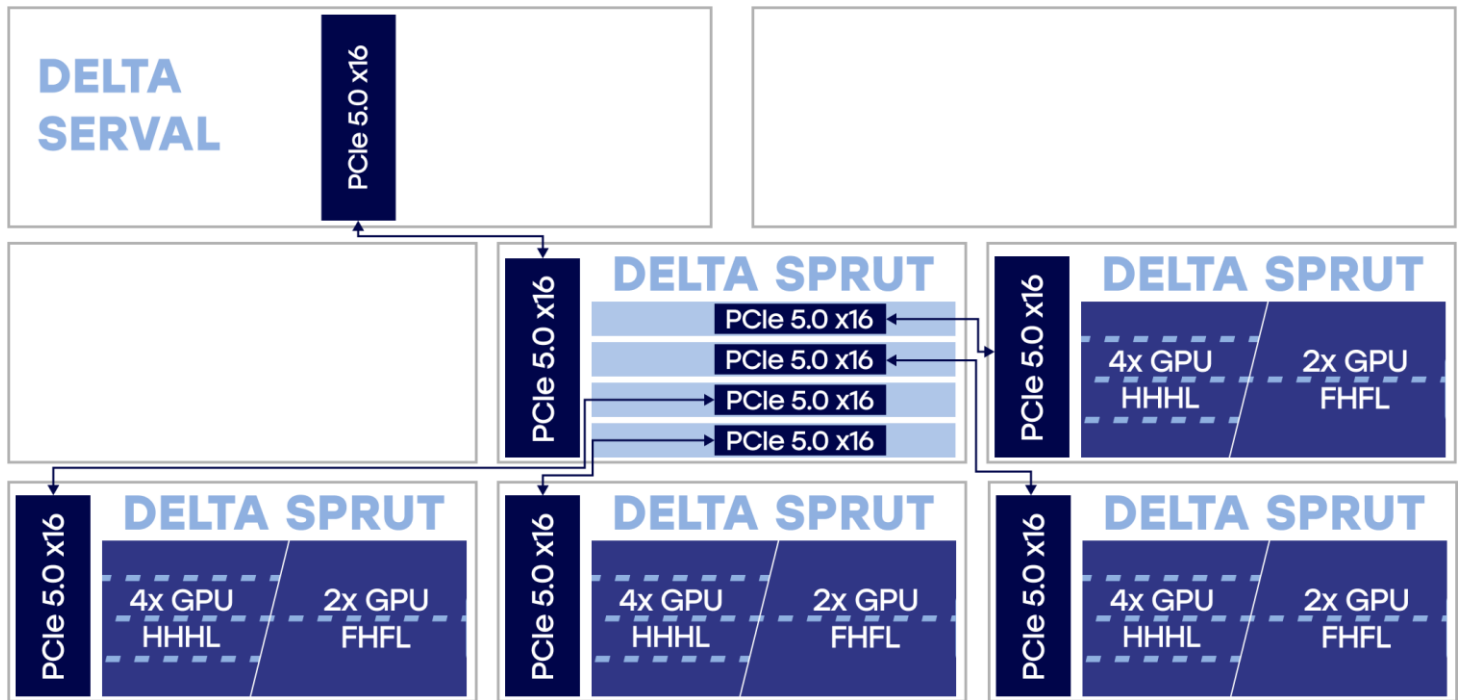 DELTA
SERVAL
PCIe 5.0 x16
PCIe 5.0 x16
DELTA SPRUT
PCIe 5.0 x16
PCIe 5.0 x16
PCIe 5.0 x16
PCIe 5.0 x16
PCIe 5.0 x16
DELTA SPRUT
4x GPU
HHHL
2x GPU
FHFL
PCIe 5.0 x16
DELTA SPRUT
4x GPU
HHHL
2x GPU
FHFL
PCIe 5.0 x16
DELTA SPRUT
4x GPU
HHHL
2x GPU
FHFL
PCIe 5.0 x16
DELTA SPRUT
4x GPU
HHHL
2x GPU
FHFL